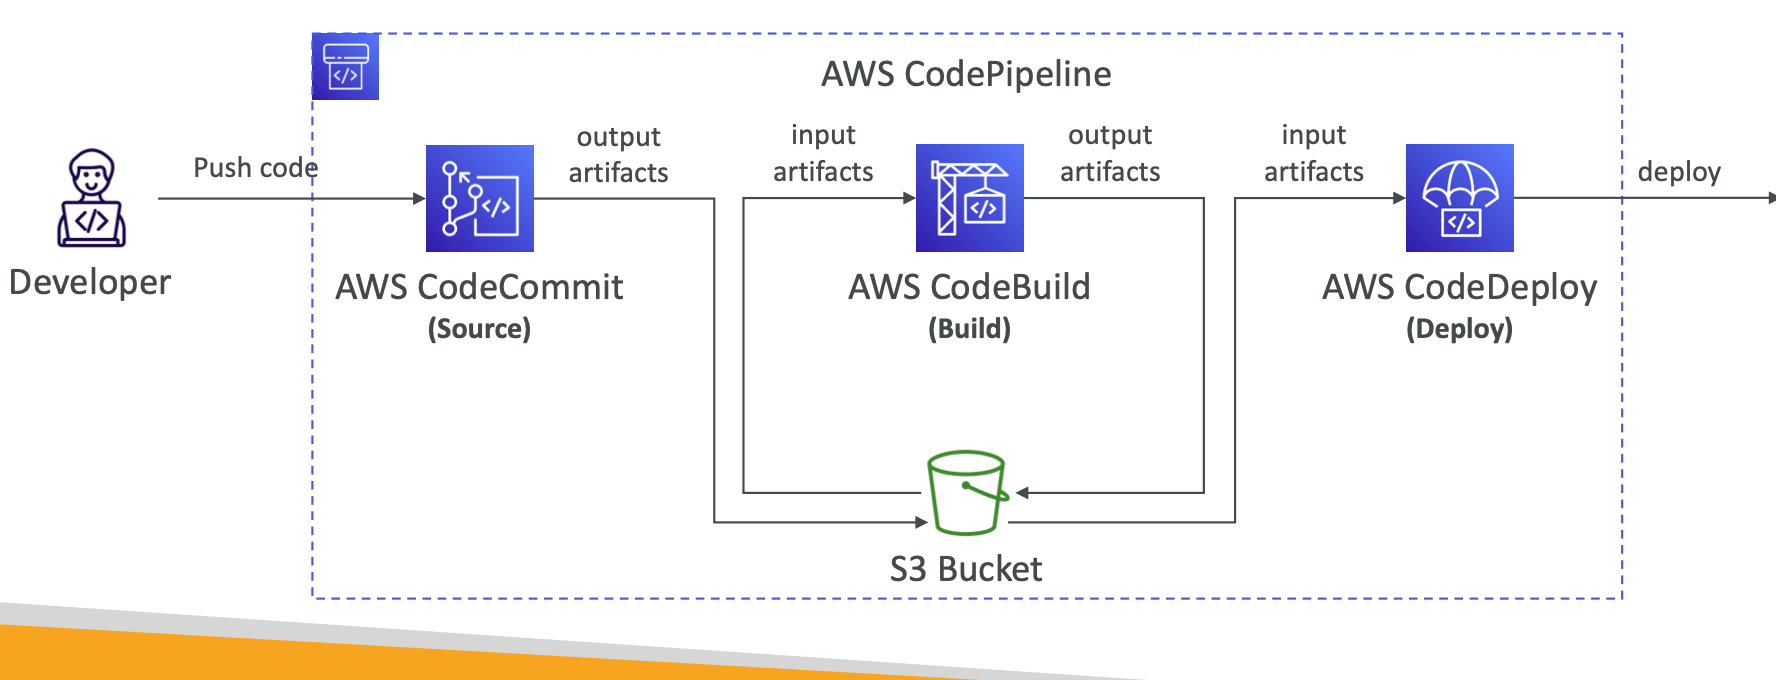 AWS CodePipeline
Push code
output
artifacts
input
artifacts
output
artifacts
input
artifacts
deploy
Developer
AWS CodeCommit
(Source)
AWS CodeBuild
(Build)
AWS CodeDeploy
(Deploy)
S3 Bucket